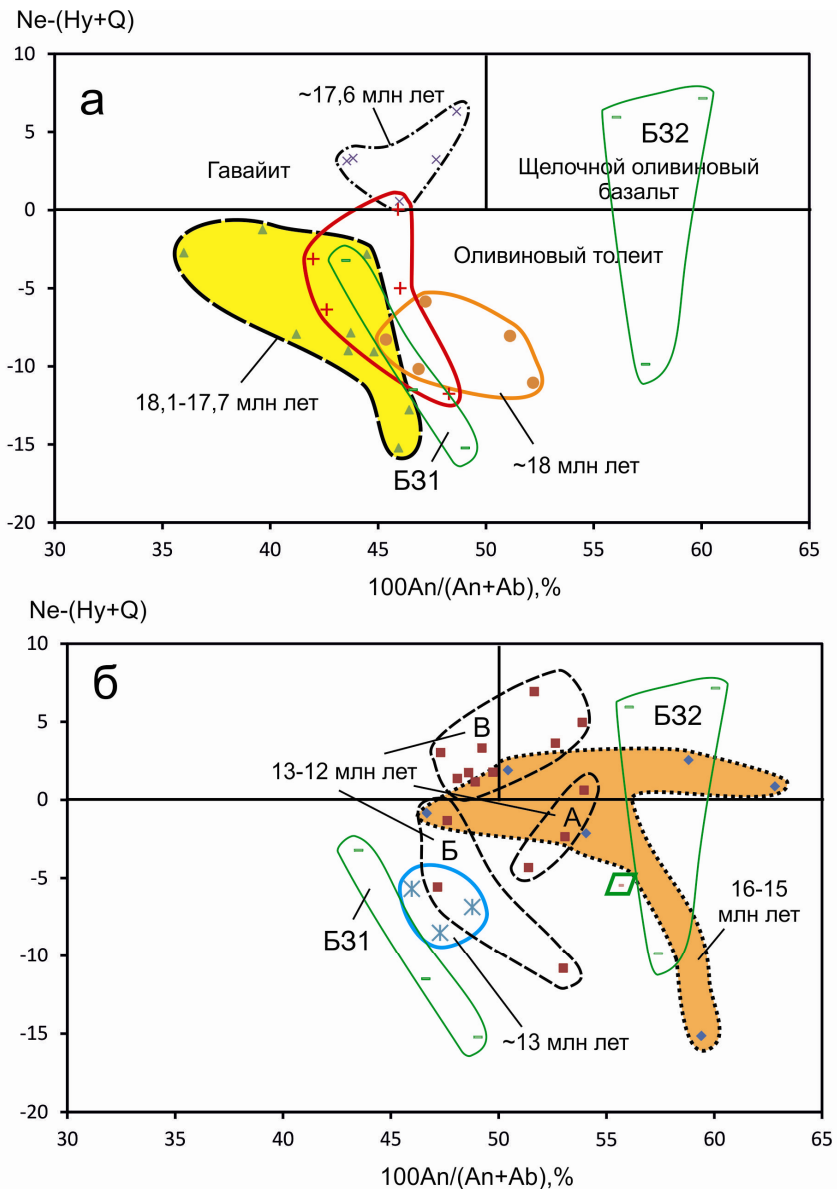 Ne-(Hy+Q)
10
5
0
-5
-10
-15
-20
а
~17,6 млн лет
Гавайит
БЗ2
Щелочной оливиновый
базальт
Оливиновый толеит
18,1-17,7 млн лет
БЗ1
~18 млн лет
30
35
40
45
50
55
60
65
100An/(An+Ab),%
Ne-(Hy+Q)
10
5
0
-5
-10
-15
-20
б
В
БЗ2
13-12 млн лет
А
Б
БЗ1
16-15
млн лет
~13 млн лет
30
35
40
45
50
55
60
65
100An/(An+Ab),%